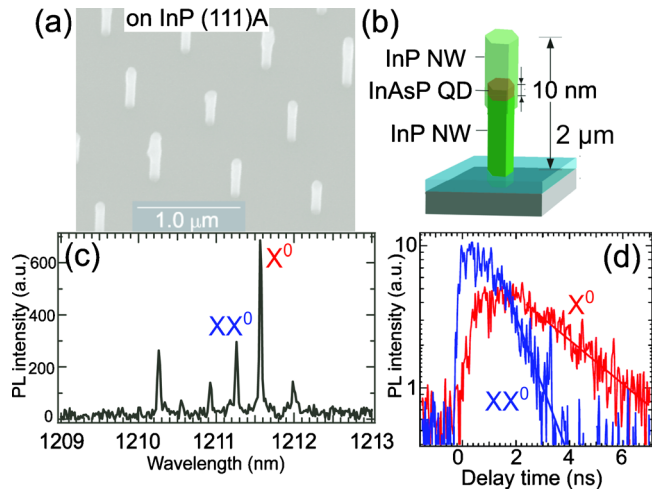 (a)
on InP (111)A
1.0 μm
(b)
InP NW
InAsP QD
InP NW
10 nm
2 μm
(c)
X⁰
XX⁰
PL intensity (a.u.)
600
400
200
0
1209
1210
1211
1212
1213
Wavelength (nm)
(d)
X⁰
XX⁰
PL intensity (a.u.)
10
1
0
2
4
6
Delay time (ns)